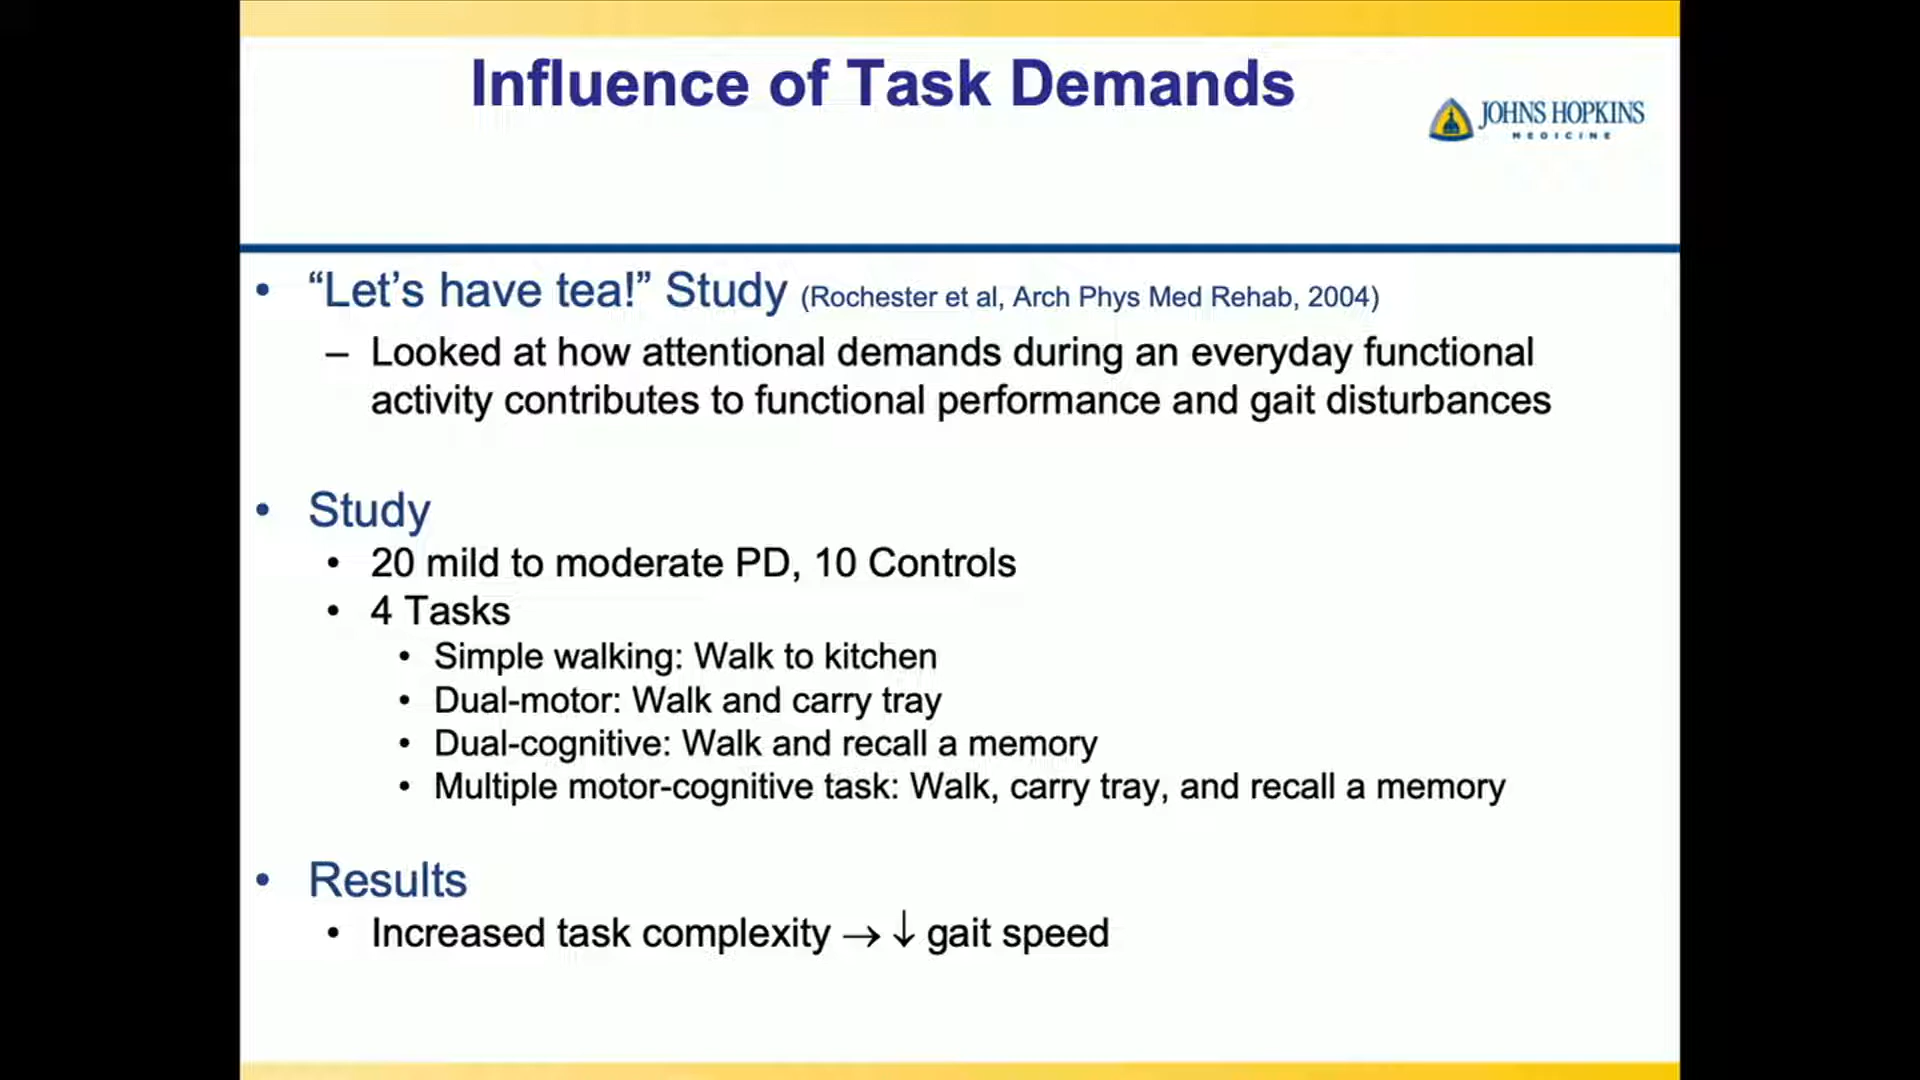 Influence of Task Demands
JOHNS HOPKINS
MEDICINE
• “Let’s have tea!” Study (Rochester et al, Arch Phys Med Rehab, 2004)
– Looked at how attentional demands during an everyday functional
activity contributes to functional performance and gait disturbances
• Study
• 20 mild to moderate PD, 10 Controls
• 4 Tasks
• Simple walking: Walk to kitchen
• Dual-motor: Walk and carry tray
• Dual-cognitive: Walk and recall a memory
• Multiple motor-cognitive task: Walk, carry tray, and recall a memory
• Results
• Increased task complexity → ↓ gait speed